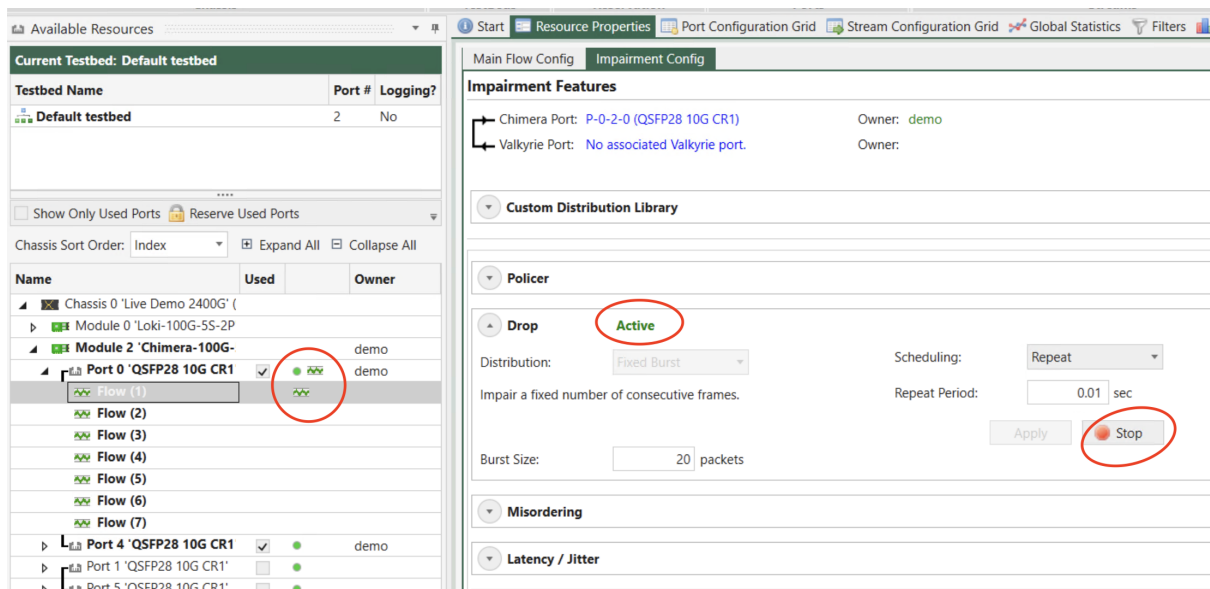 Available Resources
Current Testbed: Default testbed
Testbed Name Port # Logging?
Default testbed 2 No
Show Only Used Ports Reserve Used Ports
Chassis Sort Order: Index Expand All Collapse All
Name Used Owner
Chassis 0 'Live Demo 2400G' (
Module 0 'Loki-100G-5S-2P
Module 2 'Chimera-100G- demo
Port 0 'QSFP28 10G CR1 demo
Flow (1)
Flow (2)
Flow (3)
Flow (4)
Flow (5)
Flow (6)
Flow (7)
Port 4 'QSFP28 10G CR1 demo
Port 1 'QSFP28 10G CR1'
Port 5 'QSFP28 10G CR1'
Start Resource Properties Port Configuration Grid Stream Configuration Grid Global Statistics Filters
Main Flow Config Impairment Config
Impairment Features
Chimera Port: P-0-2-0 (QSFP28 10G CR1) Owner: demo
Valkyrie Port: No associated Valkyrie port. Owner:
Custom Distribution Library
Policer
Drop Active
Distribution: Fixed Burst Scheduling: Repeat
Impair a fixed number of consecutive frames. Repeat Period: 0.01 sec
Apply Stop
Burst Size: 20 packets
Misordering
Latency / Jitter